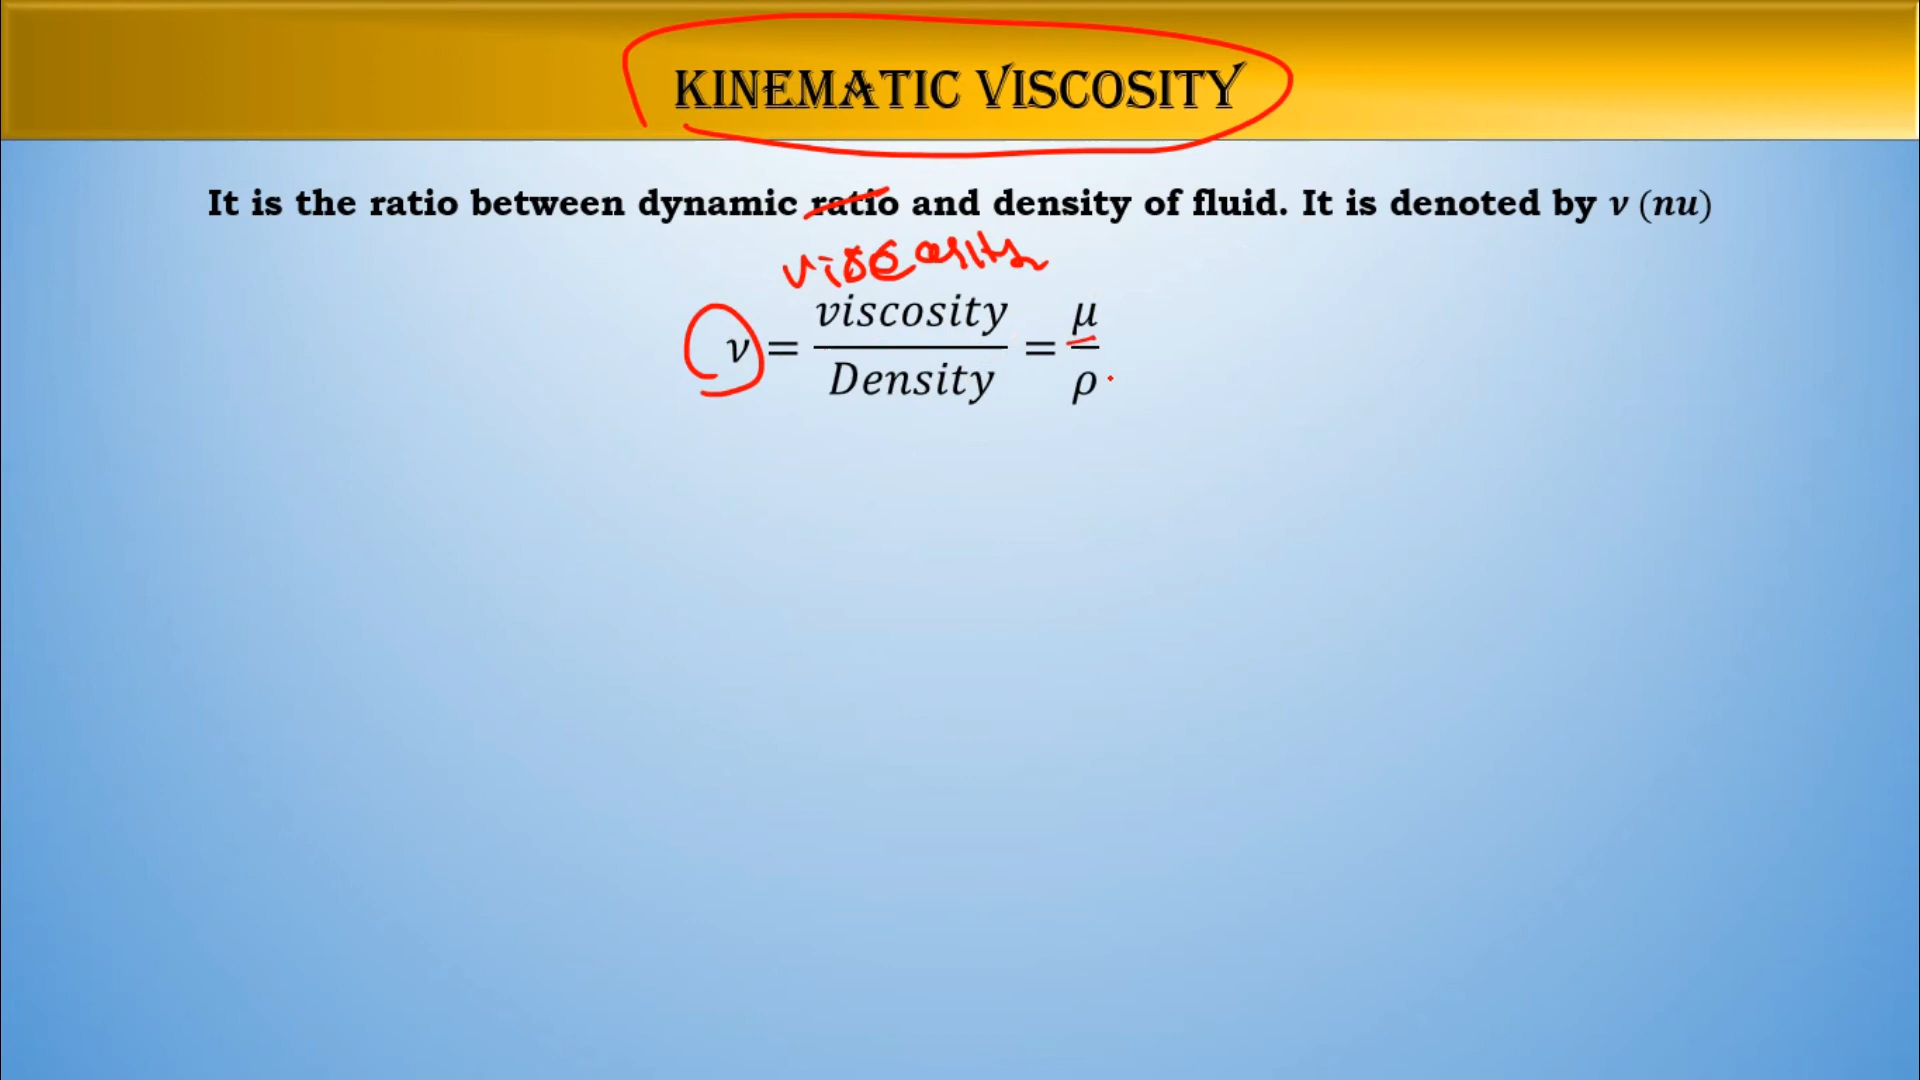 KINEMATIC VISCOSITY
It is the ratio between dynamic ratio and density of fluid. It is denoted by ν (nu)
viscosity
ν = viscosity / Density = μ / ρ